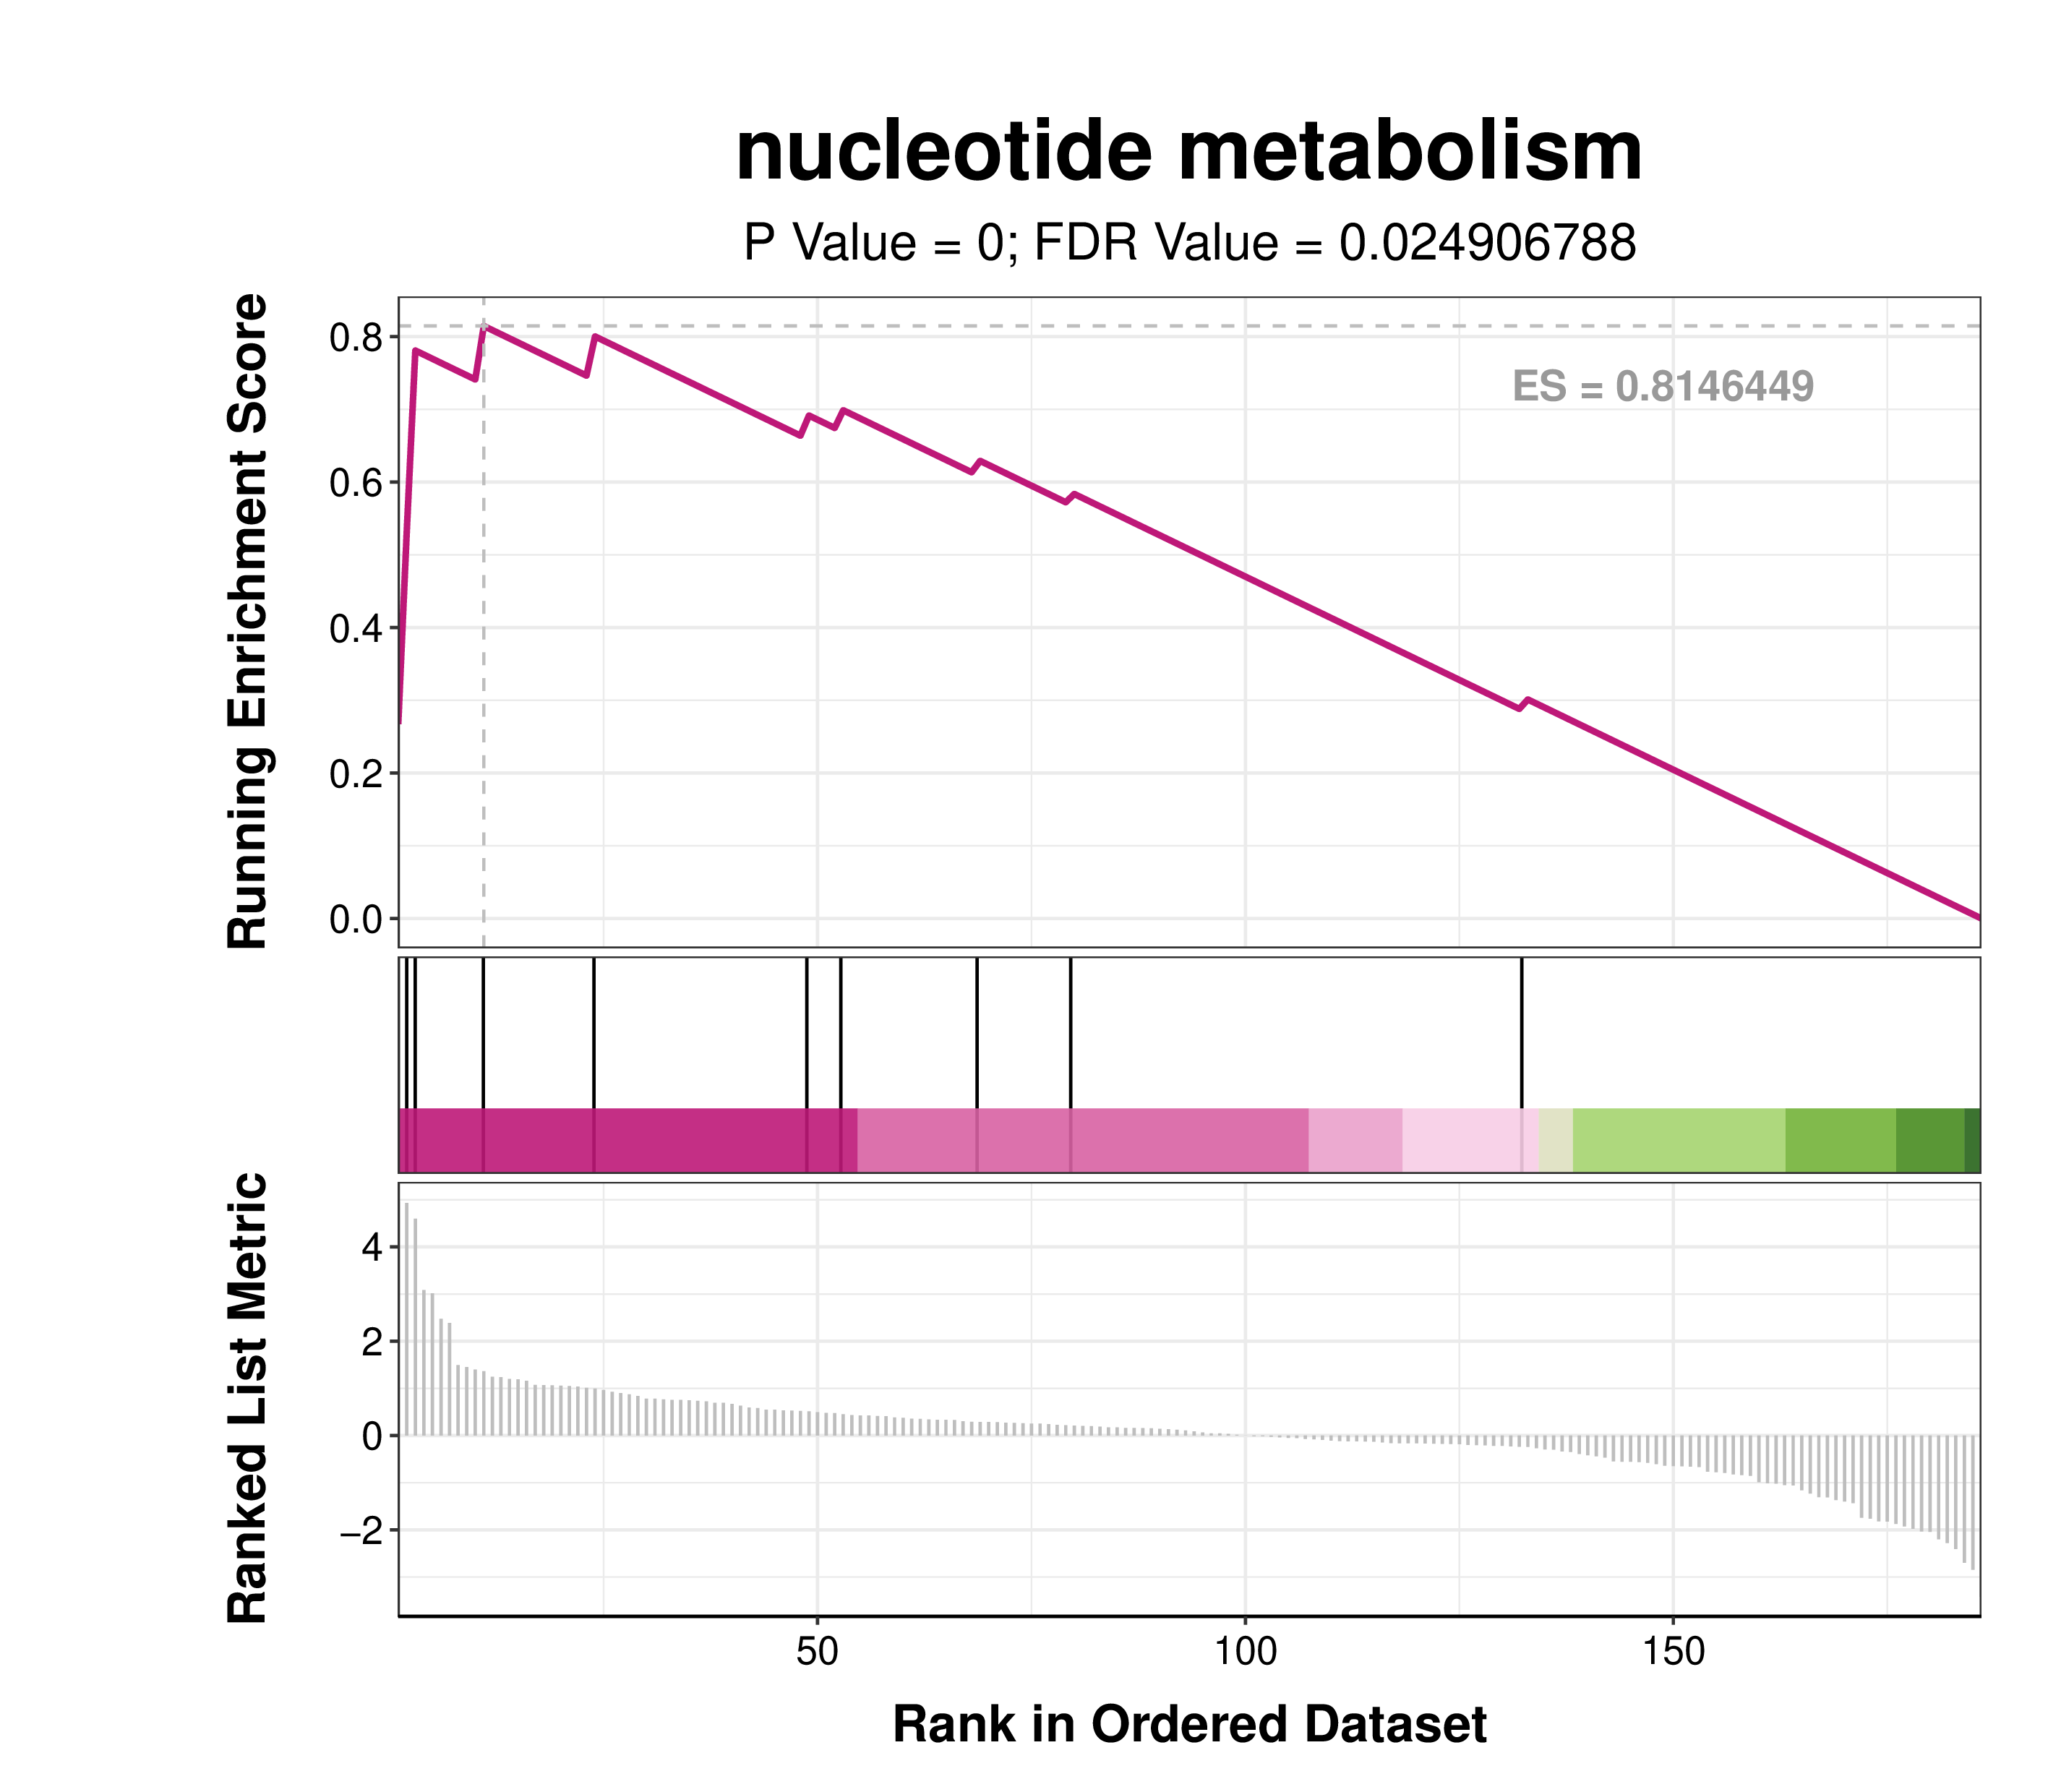 nucleotide metabolism
P Value = 0; FDR Value = 0.024906788
Running Enrichment Score
0.8
0.6
0.4
0.2
0.0
ES = 0.8146449
Ranked List Metric
4
2
0
−2
50 100 150
Rank in Ordered Dataset